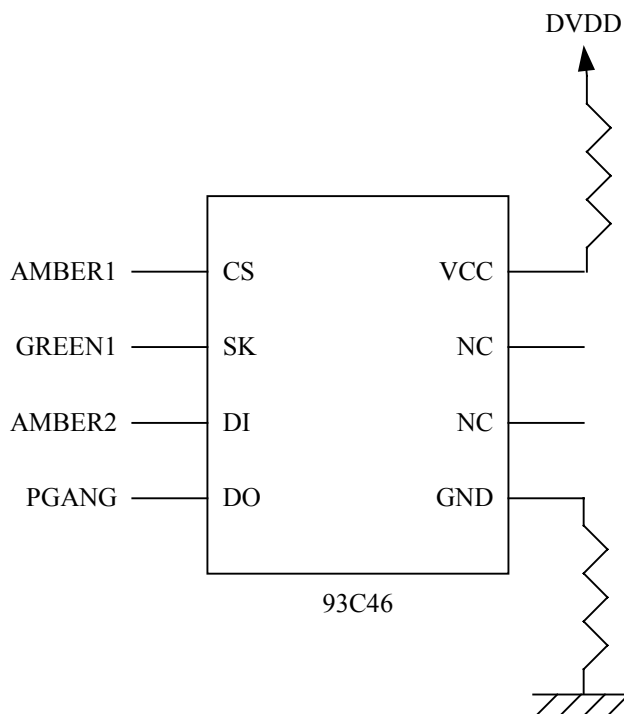 DVDD
AMBER1 CS VCC
GREEN1 SK NC
AMBER2 DI NC
PGANG DO GND
93C46